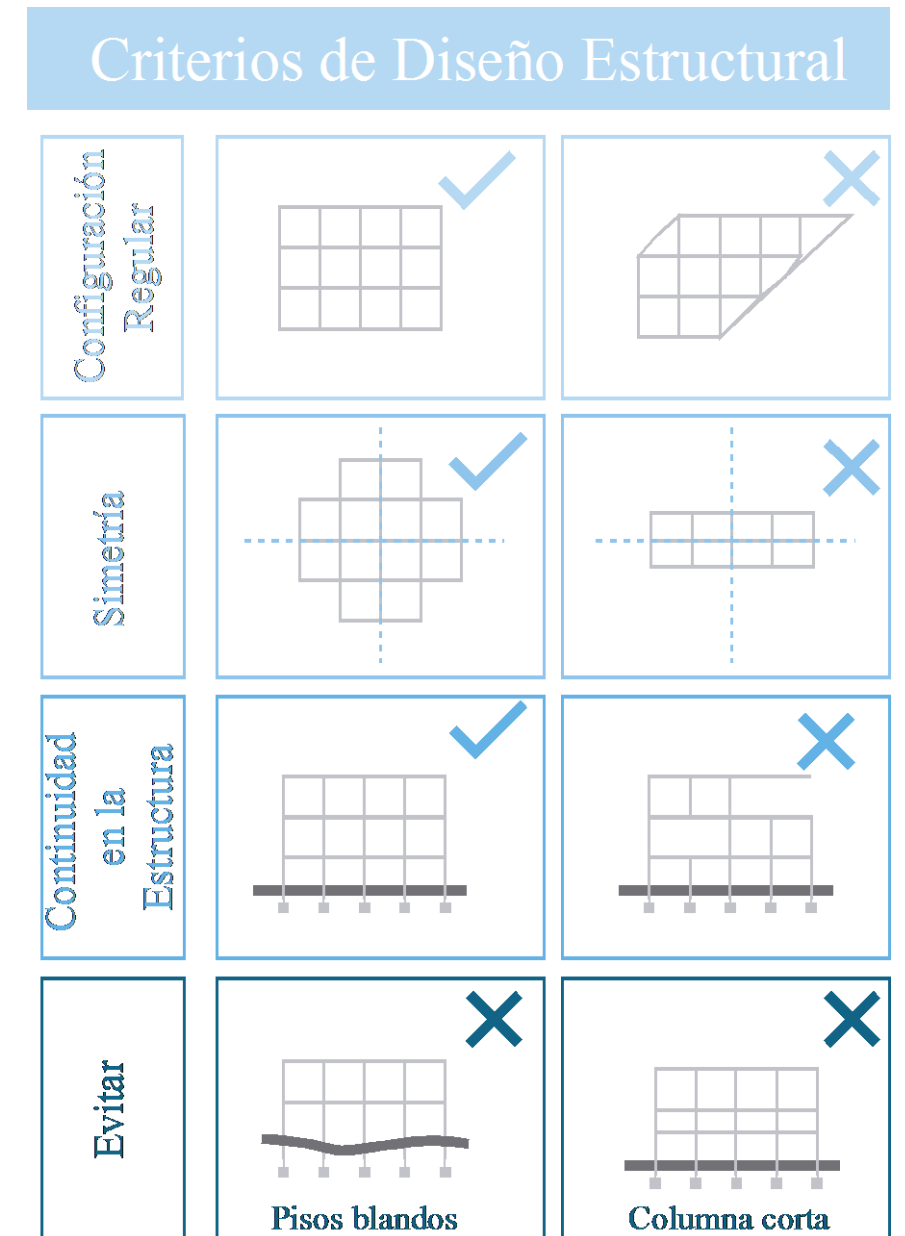 Criterios de Diseño Estructural
Configuración
Regular
Simetría
Continuidad
en la
Estructura
Evitar
Pisos blandos
Columna corta